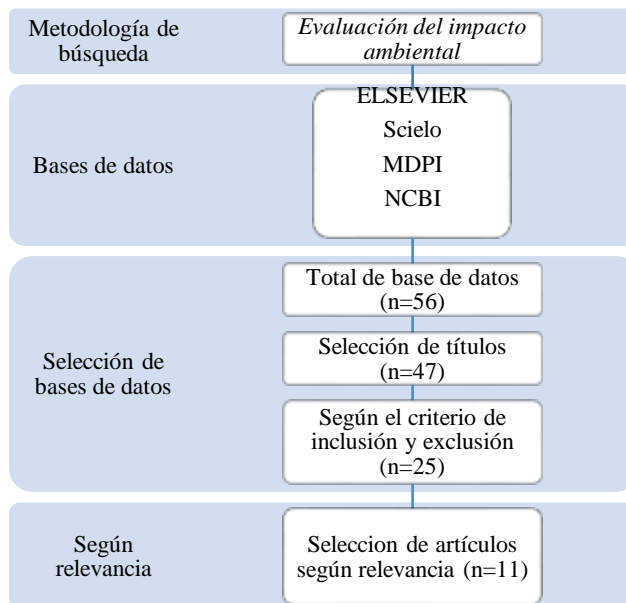 Metodología de
búsqueda
Evaluación del impacto
ambiental
Bases de datos
ELSEVIER
Scielo
MDPI
NCBI
Selección de
bases de datos
Total de base de datos
(n=56)
Selección de títulos
(n=47)
Según el criterio de
inclusión y exclusión
(n=25)
Según
relevancia
Seleccion de artículos
según relevancia (n=11)